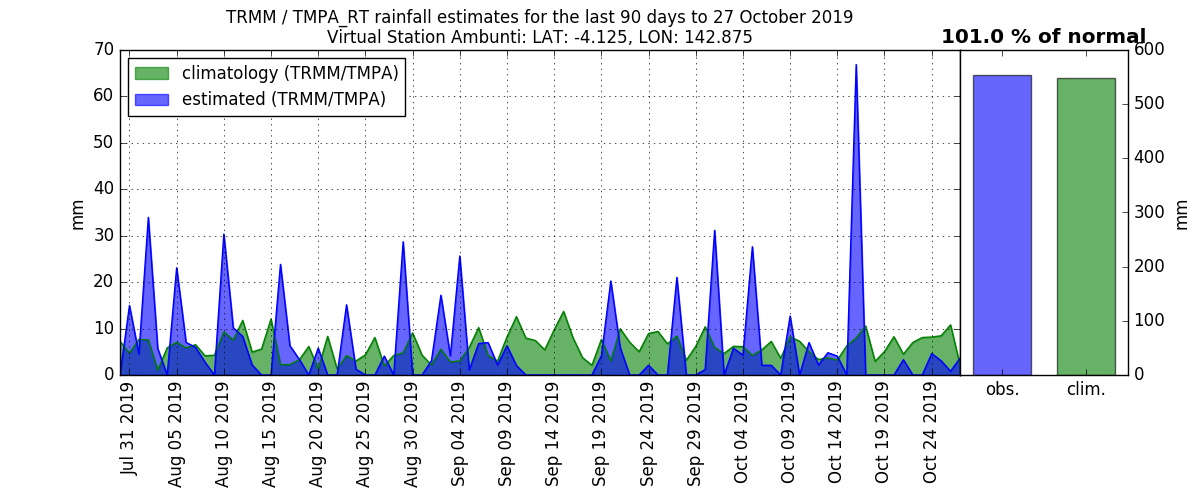 TRMM / TMPA_RT rainfall estimates for the last 90 days to 27 October 2019
Virtual Station Ambunti: LAT: -4.125, LON: 142.875
101.0 % of normal
climatology (TRMM/TMPA)
estimated (TRMM/TMPA)
mm
70
60
50
40
30
20
10
0
Jul 31 2019
Aug 05 2019
Aug 10 2019
Aug 15 2019
Aug 20 2019
Aug 25 2019
Aug 30 2019
Sep 04 2019
Sep 09 2019
Sep 14 2019
Sep 19 2019
Sep 24 2019
Sep 29 2019
Oct 04 2019
Oct 09 2019
Oct 14 2019
Oct 19 2019
Oct 24 2019
obs.
clim.
600
500
400
300
200
100
0
mm